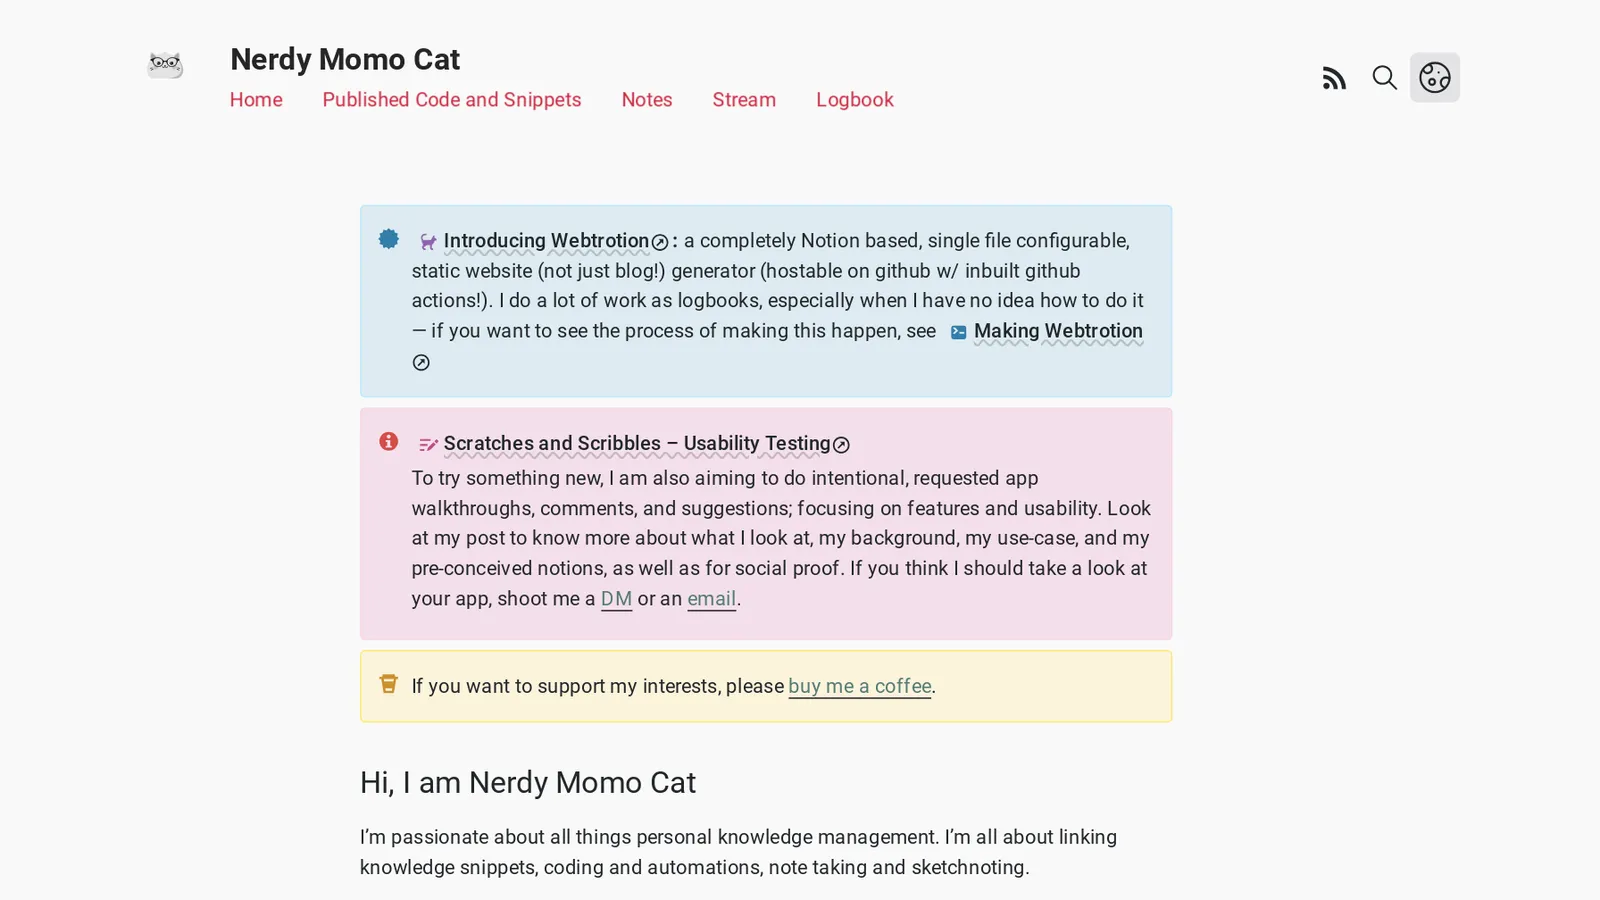 Nerdy Momo Cat
Home Published Code and Snippets Notes Stream Logbook
Introducing Webtrotion: a completely Notion based, single file configurable,
static website (not just blog!) generator (hostable on github w/ inbuilt github
actions!). I do a lot of work as logbooks, especially when I have no idea how to do it
— if you want to see the process of making this happen, see Making Webtrotion
Scratches and Scribbles – Usability Testing
To try something new, I am also aiming to do intentional, requested app
walkthroughs, comments, and suggestions; focusing on features and usability. Look
at my post to know more about what I look at, my background, my use-case, and my
pre-conceived notions, as well as for social proof. If you think I should take a look at
your app, shoot me a DM or an email.
If you want to support my interests, please buy me a coffee.
Hi, I am Nerdy Momo Cat
I’m passionate about all things personal knowledge management. I’m all about linking
knowledge snippets, coding and automations, note taking and sketchnoting.